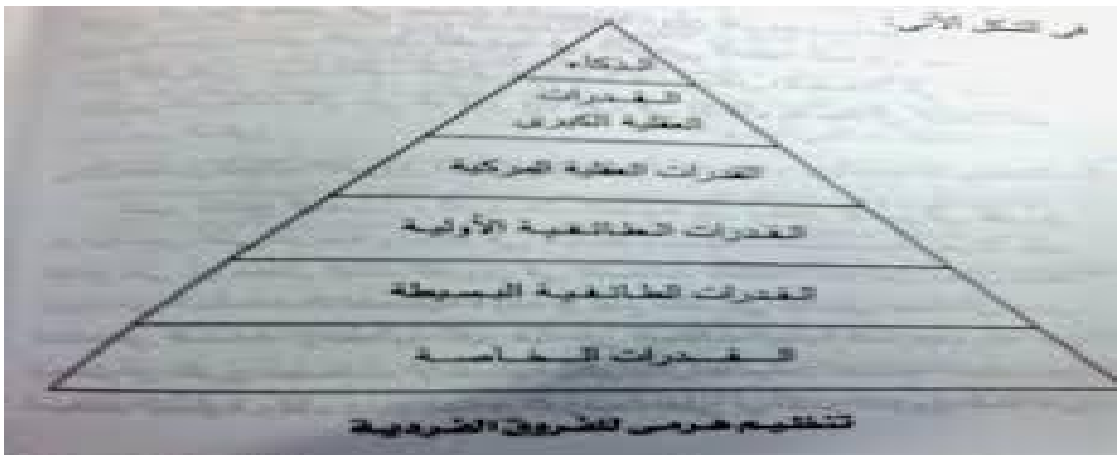 في الشكل الآتي:
الذكاء
القدرات
العقلية الكبرى
القدرات العقلية المركبة
القدرات الطائفية الأولية
القدرات الطائفية البسيطة
القدرات الخاصة
تنظيم هرمى للفروق الفردية